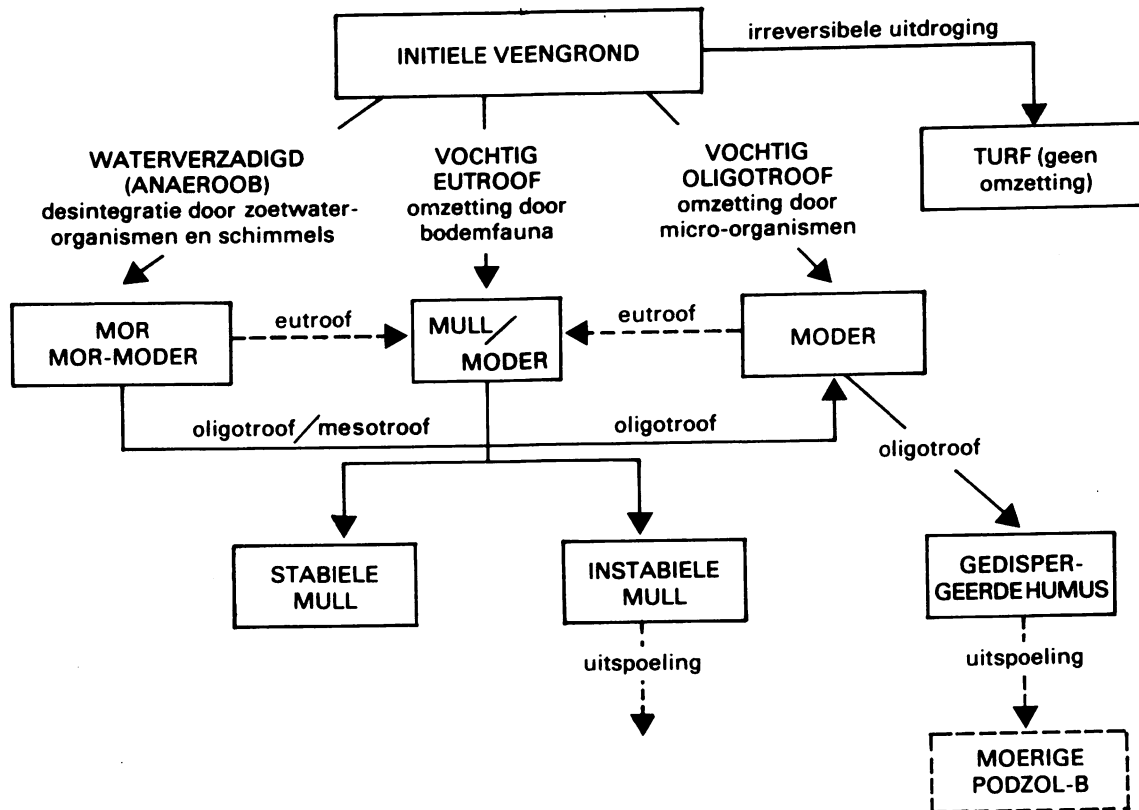 INITIELE VEENGROND
irreversibele uitdroging
TURF (geen
omzetting)
WATERVERZADIGD
(ANAEROOB)
desintegratie door zoetwater-
organismen en schimmels
VOCHTIG
EUTROOF
omzetting door
bodemfauna
VOCHTIG
OLIGOTROOF
omzetting door
micro-organismen
MOR
MOR-MODER
eutroof
MULL/
MODER
eutroof
MODER
oligotroof/mesotroof
oligotroof
oligotroof
STABIELE
MULL
INSTABIELE
MULL
GEDISPER-
GEERDE HUMUS
uitspoeling
uitspoeling
MOERIGE
PODZOL-B